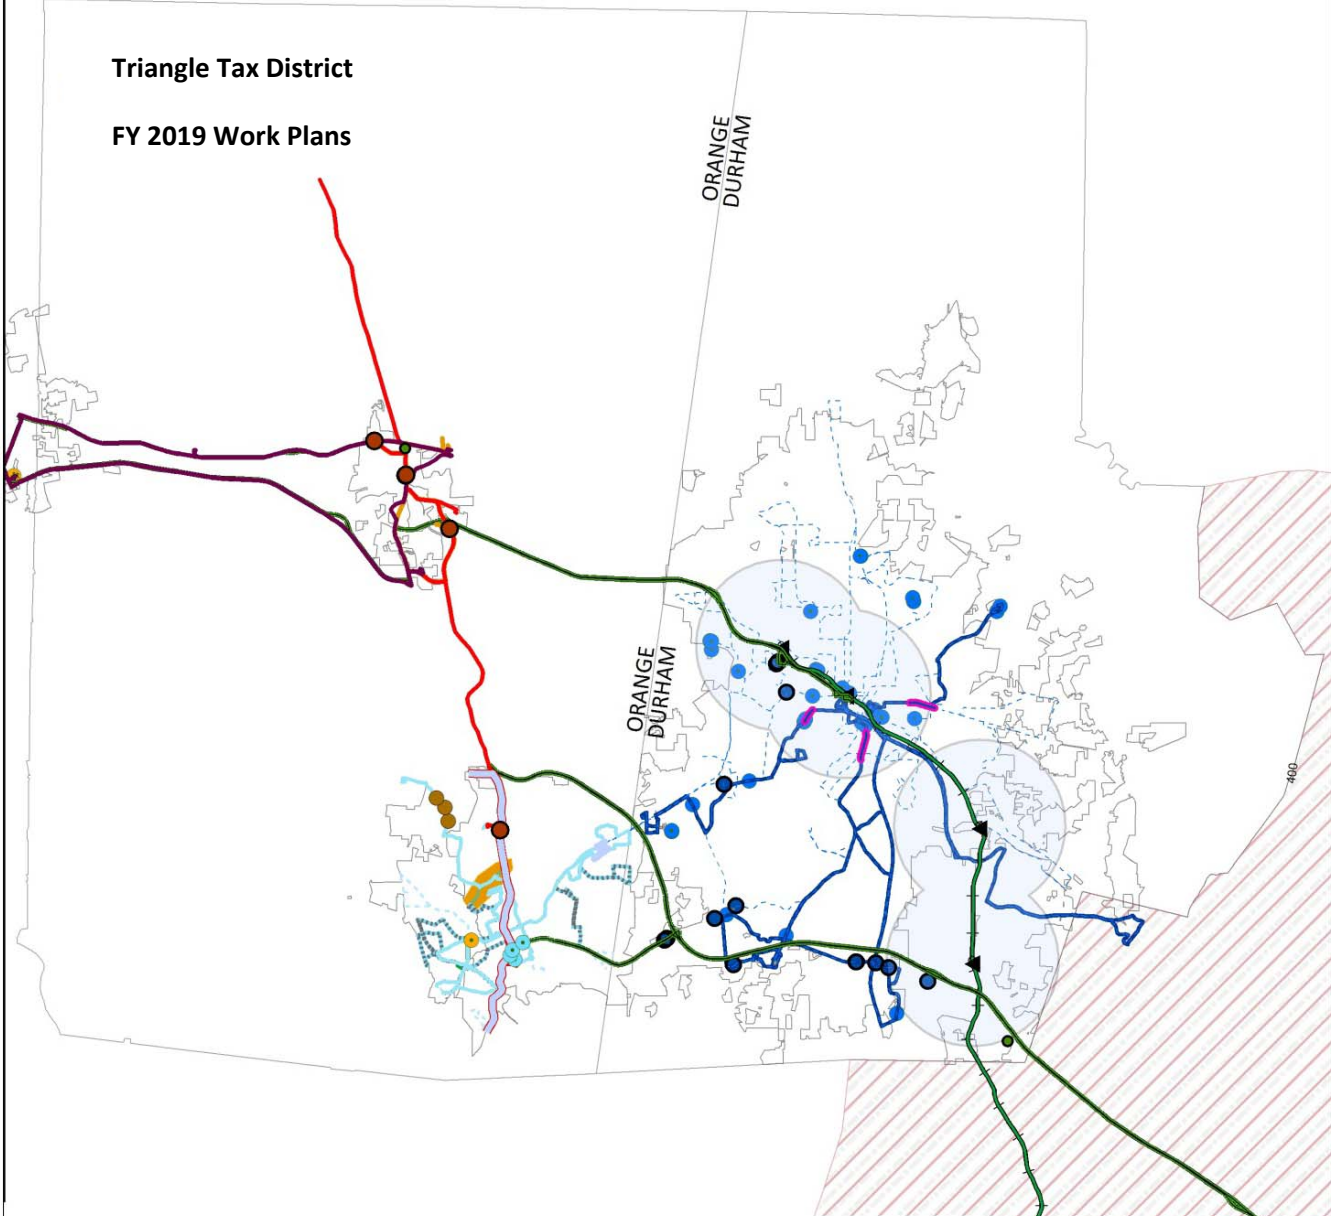 Triangle Tax District
FY 2019 Work Plans
ORANGE
DURHAM
ORANGE
DURHAM
400